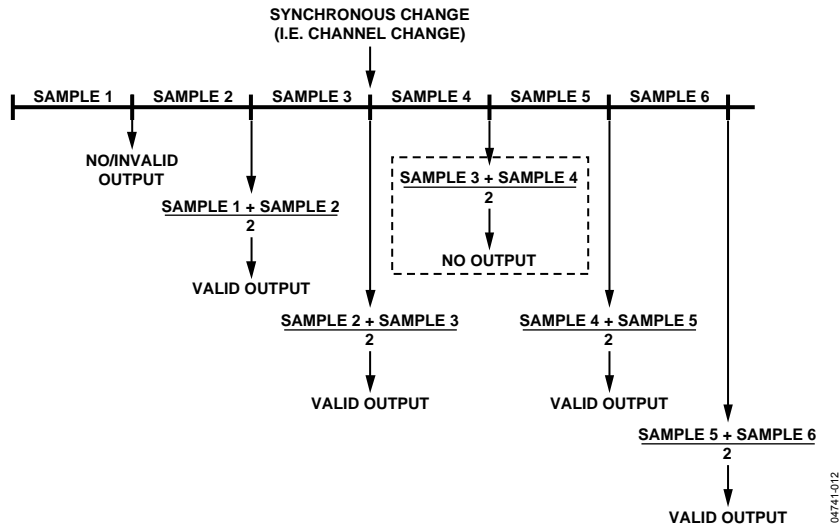 SYNCHRONOUS CHANGE
(I.E. CHANNEL CHANGE)
SAMPLE 1
SAMPLE 2
SAMPLE 3
SAMPLE 4
SAMPLE 5
SAMPLE 6
NO/INVALID
OUTPUT
SAMPLE 1 + SAMPLE 2
2
VALID OUTPUT
SAMPLE 3 + SAMPLE 4
2
NO OUTPUT
SAMPLE 2 + SAMPLE 3
2
VALID OUTPUT
SAMPLE 4 + SAMPLE 5
2
VALID OUTPUT
SAMPLE 5 + SAMPLE 6
2
VALID OUTPUT
04741-012